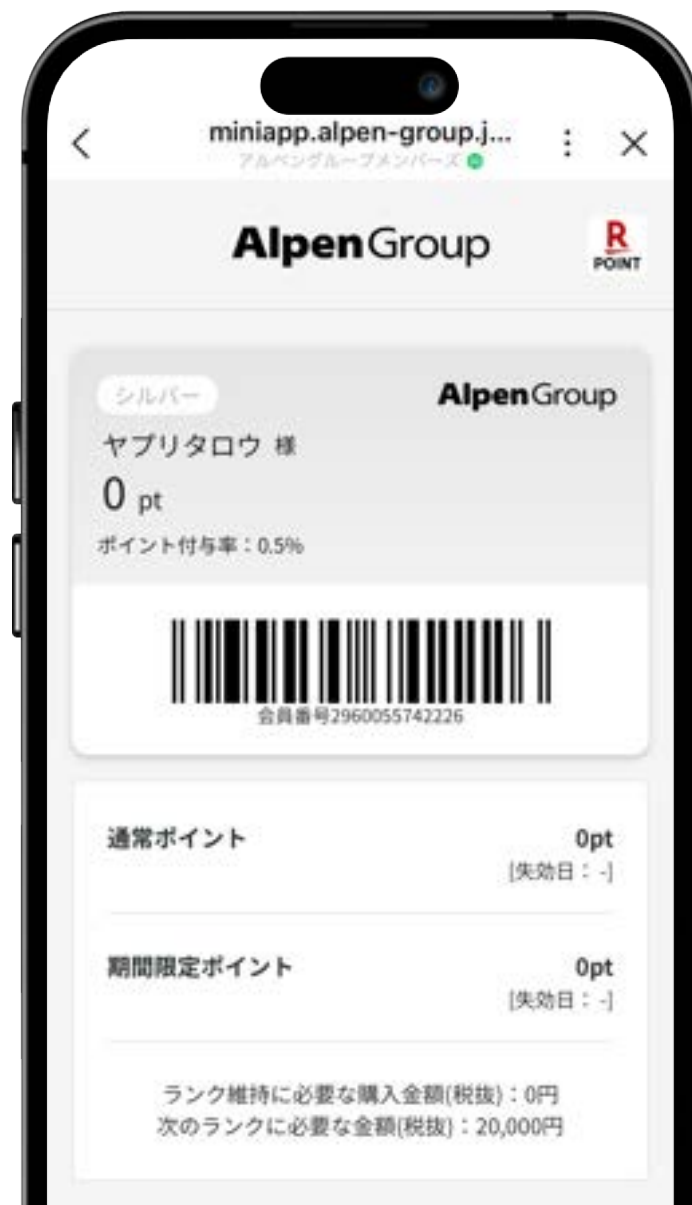 miniapp.alpen-group.j...
アルペングループメンバーズ
AlpenGroup
R
POINT
シルバー
AlpenGroup
ヤプリタロウ 様
0 pt
ポイント付与率：0.5%
会員番号2960055742226
通常ポイント
0pt
[失効日：-]
期間限定ポイント
0pt
[失効日：-]
ランク維持に必要な購入金額(税抜)：0円
次のランクに必要な金額(税抜)：20,000円